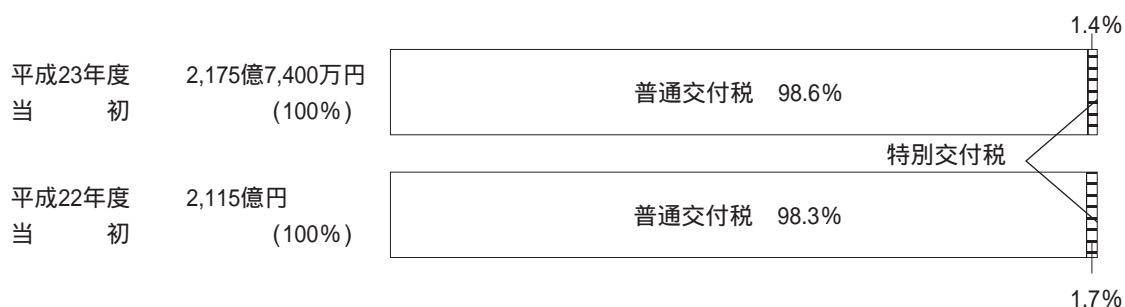 1.4%
平成23年度 2,175億7,400万円
当 初 (100%)
普通交付税 98.6%
特別交付税
平成22年度 2,115億円
当 初 (100%)
普通交付税 98.3%
1.7%